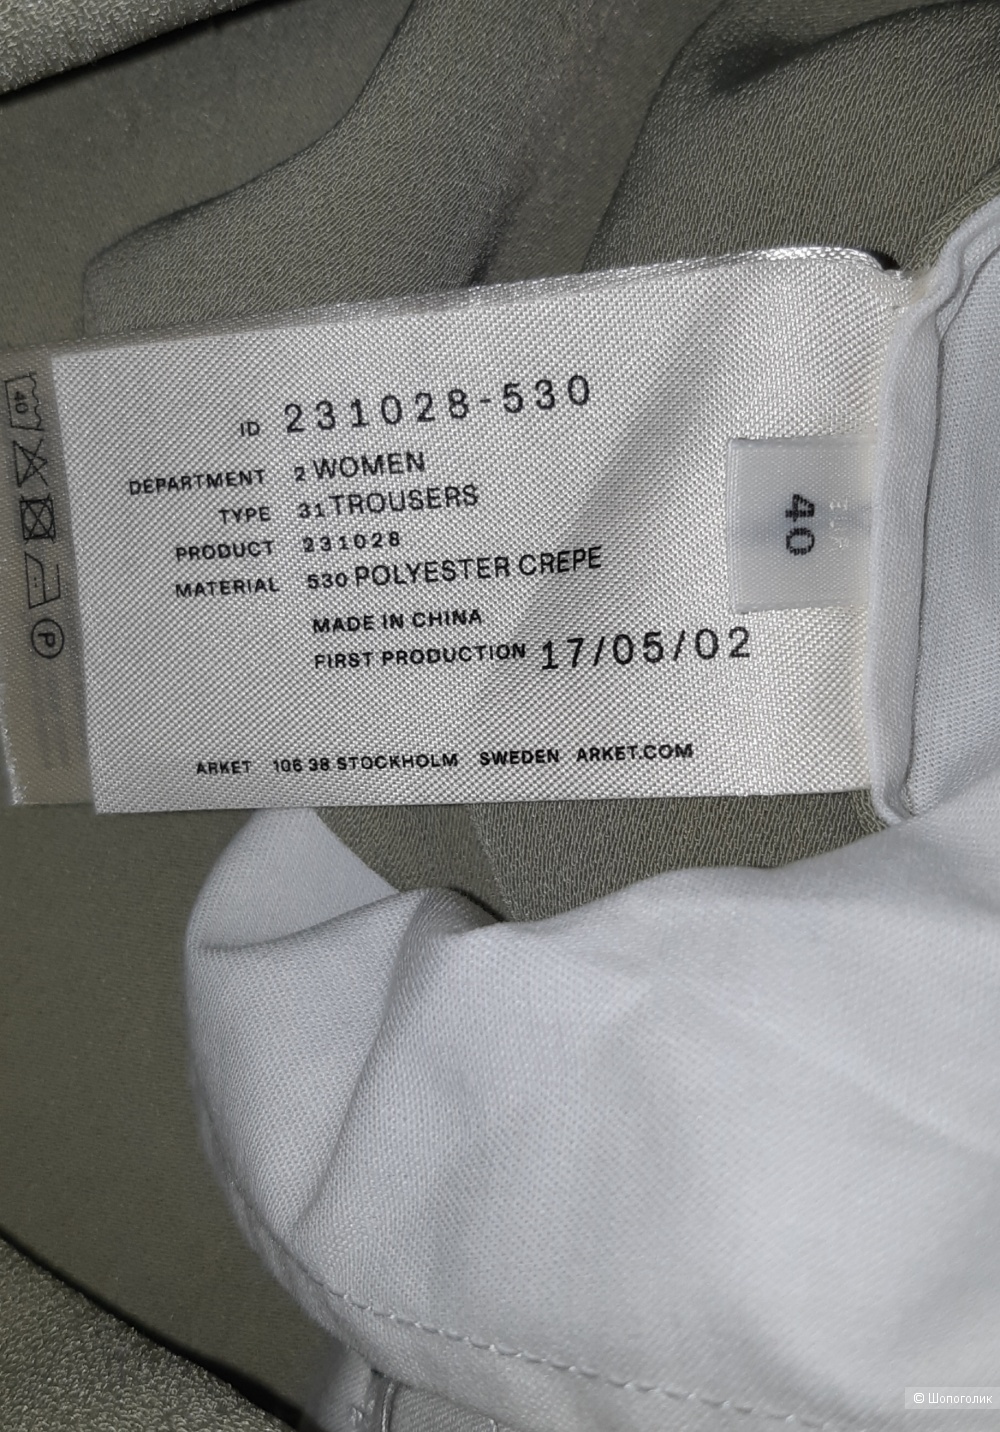 ID 231028-530
DEPARTMENT 2 WOMEN
TYPE 31 TROUSERS
PRODUCT 231028
MATERIAL 530 POLYESTER CREPE
MADE IN CHINA
FIRST PRODUCTION 17/05/02
ARKET 106 38 STOCKHOLM SWEDEN ARKET.COM
40
40
P
© Шопоголик